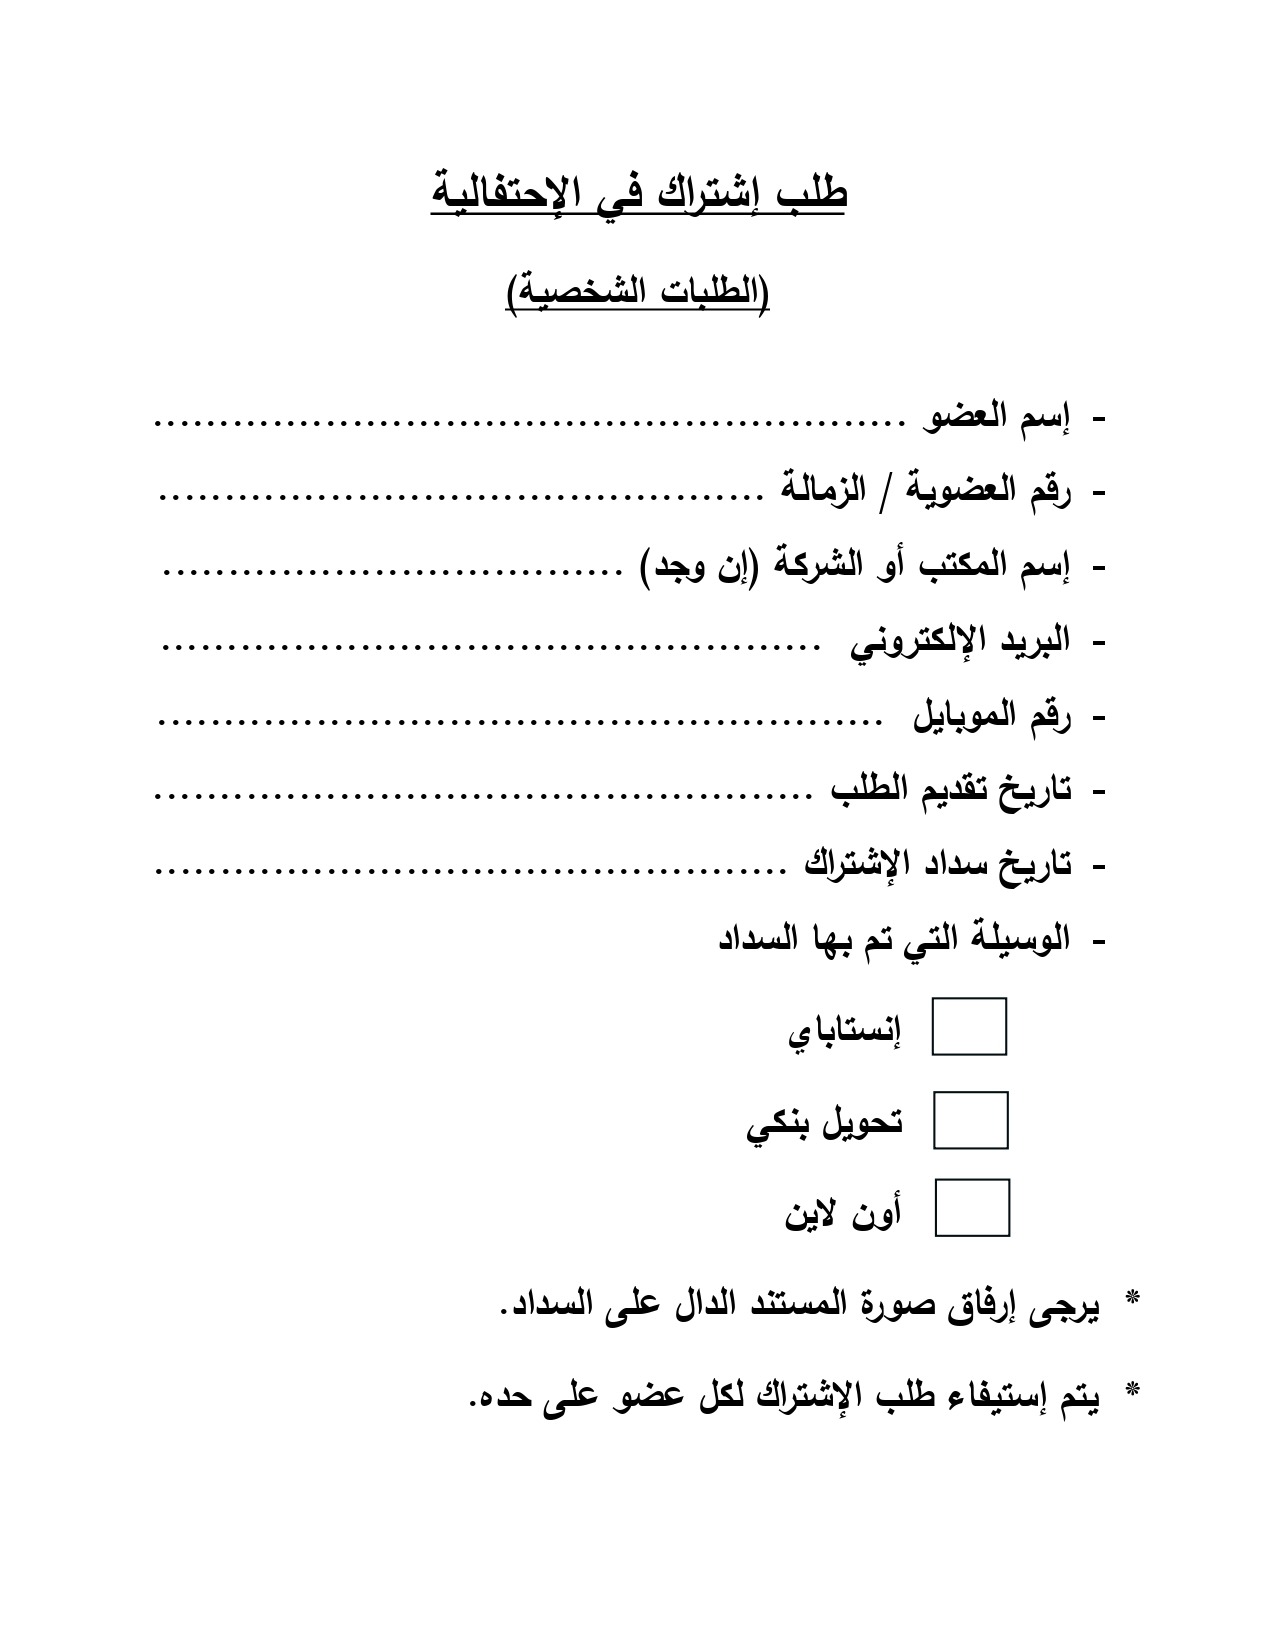 طلب إشتراك في الإحتفالية
(الطلبات الشخصية)
- إسم العضو .........................................................
- رقم العضوية / الزمالة ..............................................
- إسم المكتب أو الشركة (إن وجد) ...................................
- البريد الإلكتروني ..................................................
- رقم الموبايل .......................................................
- تاريخ تقديم الطلب ..................................................
- تاريخ سداد الإشتراك ................................................
- الوسيلة التي تم بها السداد
إنستاباي
تحويل بنكي
أون لاين
* يرجى إرفاق صورة المستند الدال على السداد.
* يتم إستيفاء طلب الإشتراك لكل عضو على حده.